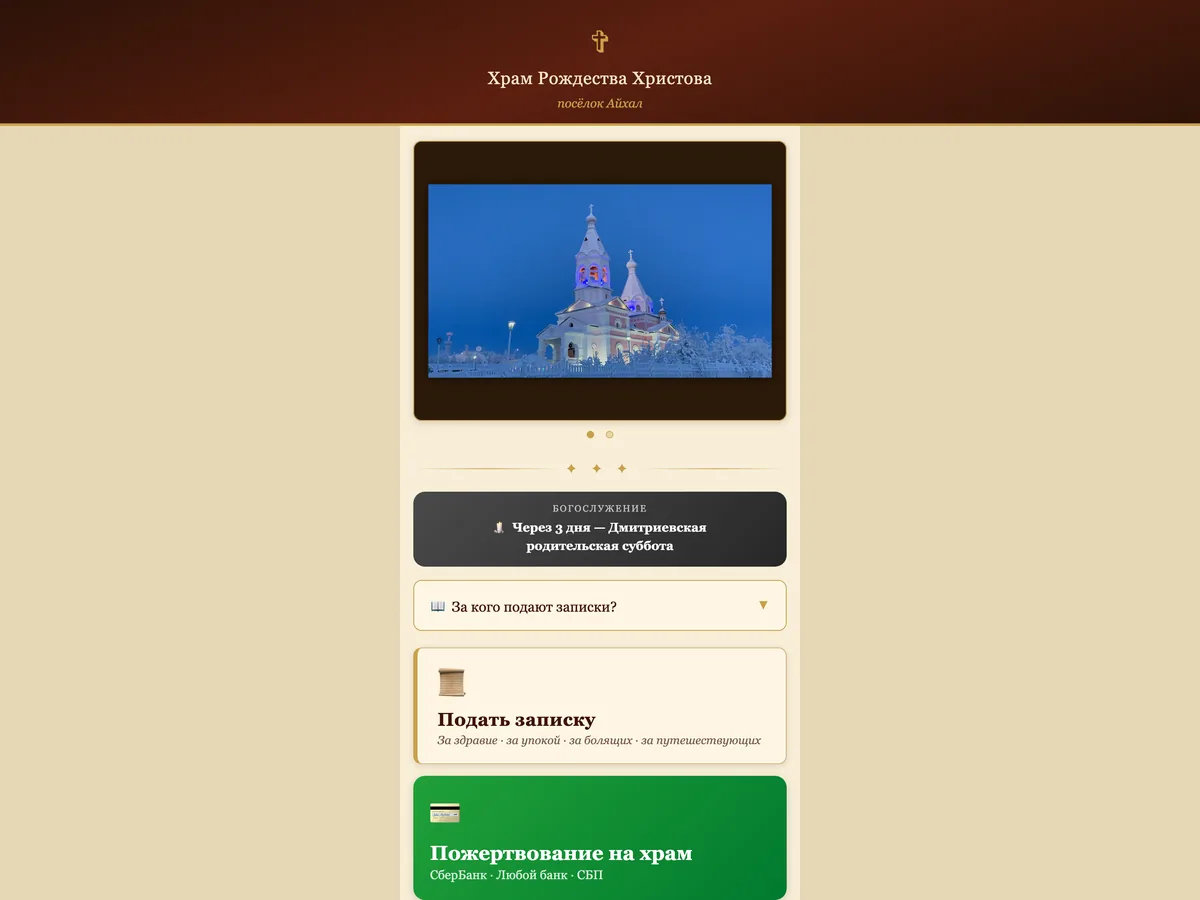 Храм Рождества Христова
посёлок Айхал
БОГОСЛУЖЕНИЕ
Через 3 дня — Дмитриевская
родительская суббота
За кого подают записки?
Подать записку
За здравие · за упокой · за болящих · за путешествующих
Пожертвование на храм
СберБанк · Любой банк · СБП